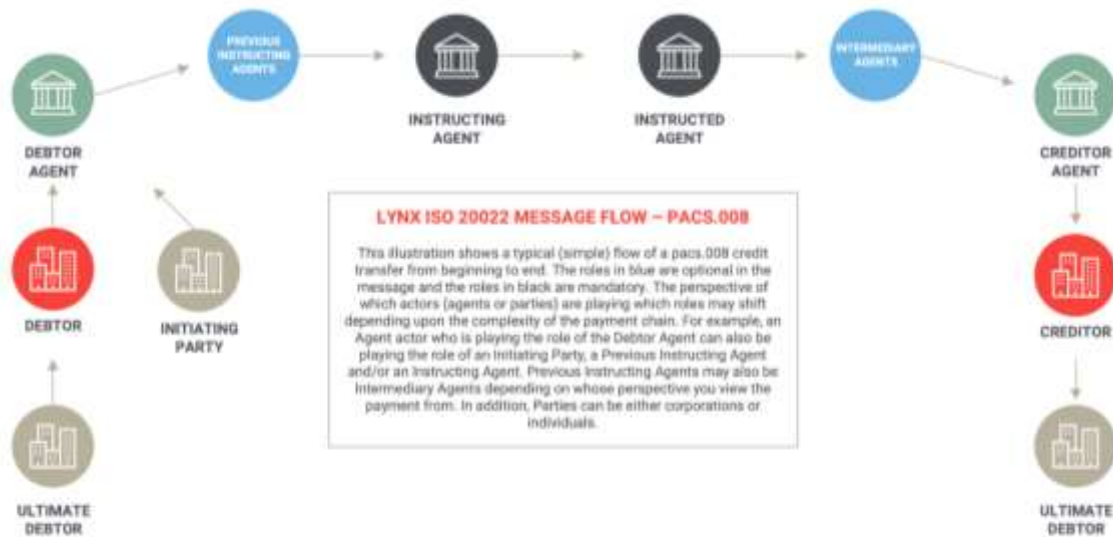 PREVIOUS
INSTRUCTING
AGENTS
INTERMEDIARY
AGENTS
INSTRUCTING
AGENT
INSTRUCTED
AGENT
DEBTOR
AGENT
CREDITOR
AGENT
LYNX ISO 20022 MESSAGE FLOW – PACS.008
This illustration shows a typical (simple) flow of a pacs.008 credit
transfer from beginning to end. The roles in blue are optional in the
message and the roles in black are mandatory. The perspective of
which actors (agents or parties) are playing which roles may shift
depending upon the complexity of the payment chain. For example, an
Agent actor who is playing the role of the Debtor Agent can also be
playing the role of an Initiating Party, a Previous Instructing Agent
and/or an Instructing Agent. Previous Instructing Agents may also be
Intermediary Agents depending on whose perspective you view the
payment from. In addition, Parties can be either corporations or
individuals.
DEBTOR
INITIATING
PARTY
CREDITOR
ULTIMATE
DEBTOR
ULTIMATE
DEBTOR